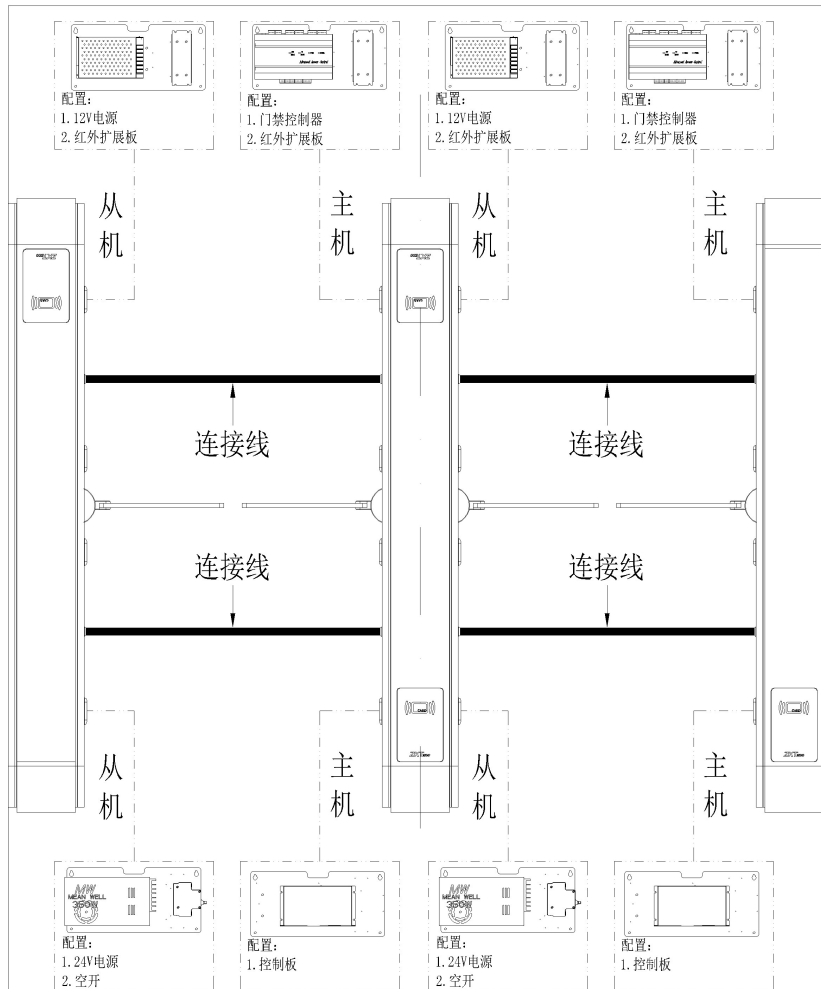 配置：
1.12V电源
2.红外扩展板
配置：
1.门禁控制器
2.红外扩展板
配置：
1.12V电源
2.红外扩展板
配置：
1.门禁控制器
2.红外扩展板
从机
主机
从机
主机
连接线
连接线
连接线
连接线
从机
主机
从机
主机
MW
MEAN WELL
350W
MW
MEAN WELL
350W
配置：
1.24V电源
2.空开
配置：
1.控制板
配置：
1.24V电源
2.空开
配置：
1.控制板